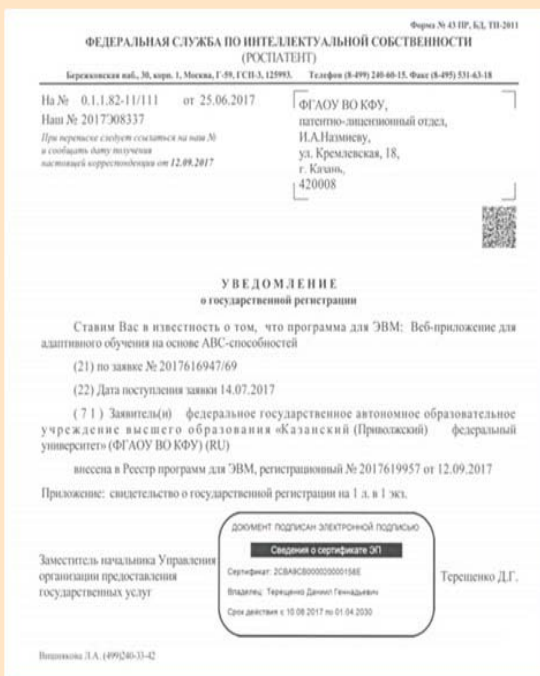 Форма № 43-ПР, БД, ТП-2011
ФЕДЕРАЛЬНАЯ СЛУЖБА ПО ИНТЕЛЛЕКТУАЛЬНОЙ СОБСТВЕННОСТИ
(РОСПАТЕНТ)
Бережковская наб., 30, корп. 1, Москва, Г-59, ГСП-3, 125993. Телефон (8-499) 240-60-15. Факс (8-495) 531-63-18
На № 0.1.1.82-11/111 от 25.06.2017
Наш № 2017Э08337
При переписке следует ссылаться на наш №
и сообщать дату получения
настоящей корреспонденции от 12.09.2017
ФГАОУ ВО КФУ,
патентно-лицензионный отдел,
И.А.Назмиеву,
ул. Кремлевская, 18,
г. Казань,
420008
УВЕДОМЛЕНИЕ
о государственной регистрации
Ставим Вас в известность о том, что программа для ЭВМ: Веб-приложение для
адаптивного обучения на основе АВС-способностей
(21) по заявке № 2017616947/69
(22) Дата поступления заявки 14.07.2017
(71) Заявитель(и) федеральное государственное автономное образовательное
учреждение высшего образования «Казанский (Приволжский) федеральный
университет» (ФГАОУ ВО КФУ) (RU)
внесена в Реестр программ для ЭВМ, регистрационный № 2017619957 от 12.09.2017
Приложение: свидетельство о государственной регистрации на 1 л. в 1 экз.
Заместитель начальника Управления
организации предоставления
государственных услуг
ДОКУМЕНТ ПОДПИСАН ЭЛЕКТРОННОЙ ПОДПИСЬЮ
Сведения о сертификате ЭП
Сертификат:
Владелец: Терещенко Даниил Геннадьевич
Срок действия с 10.08.2017 по 01.04.2030
Терещенко Д.Г.
Вишнякова Л.А. (499)240-33-42